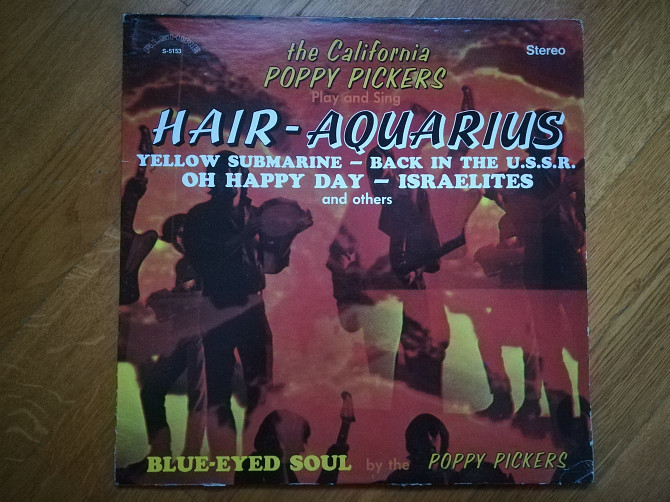 S-5153
the California
Stereo
POPPY PICKERS
Play and Sing
HAIR - AQUARIUS
YELLOW SUBMARINE – BACK IN THE U.S.S.R.
OH HAPPY DAY – ISRAELITES
and others
BLUE-EYED SOUL by the POPPY PICKERS